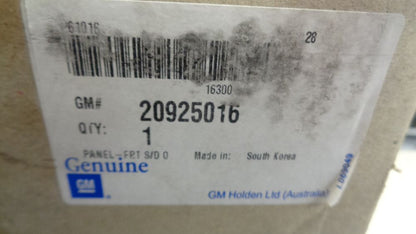 61016
28
16300
GM# 20925016
QTY: 1
PANEL-FRT S/D O Made in: South Korea
Genuine
GM
GM Holden Ltd (Australia)